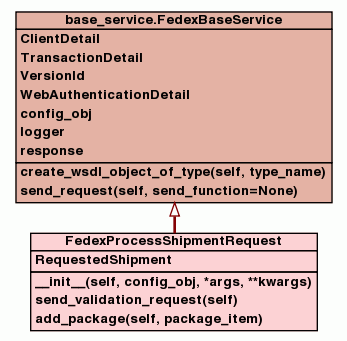 base_service.FedexBaseService
ClientDetail
TransactionDetail
VersionId
WebAuthenticationDetail
config_obj
logger
response
create_wsdl_object_of_type(self, type_name)
send_request(self, send_function=None)
FedexProcessShipmentRequest
RequestedShipment
__init__(self, config_obj, *args, **kwargs)
send_validation_request(self)
add_package(self, package_item)